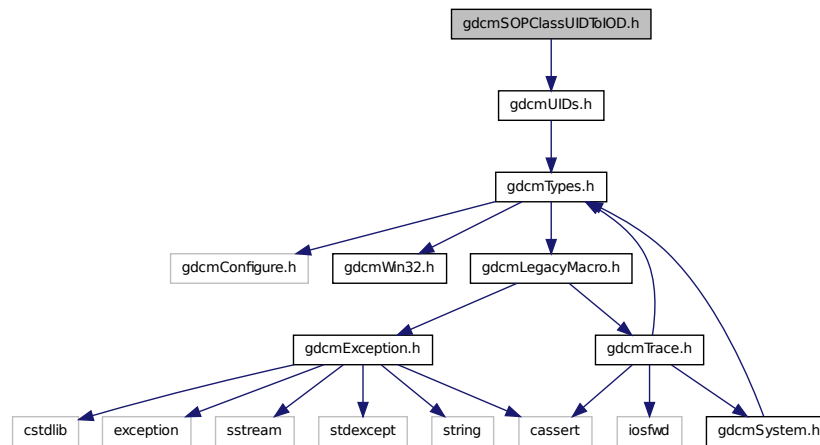 gdcmSOPClassUIDToIOD.h
gdcmUIDs.h
gdcmTypes.h
gdcmConfigure.h
gdcmWin32.h
gdcmLegacyMacro.h
gdcmException.h
gdcmTrace.h
cstdlib
exception
sstream
stdexcept
string
cassert
iosfwd
gdcmSystem.h